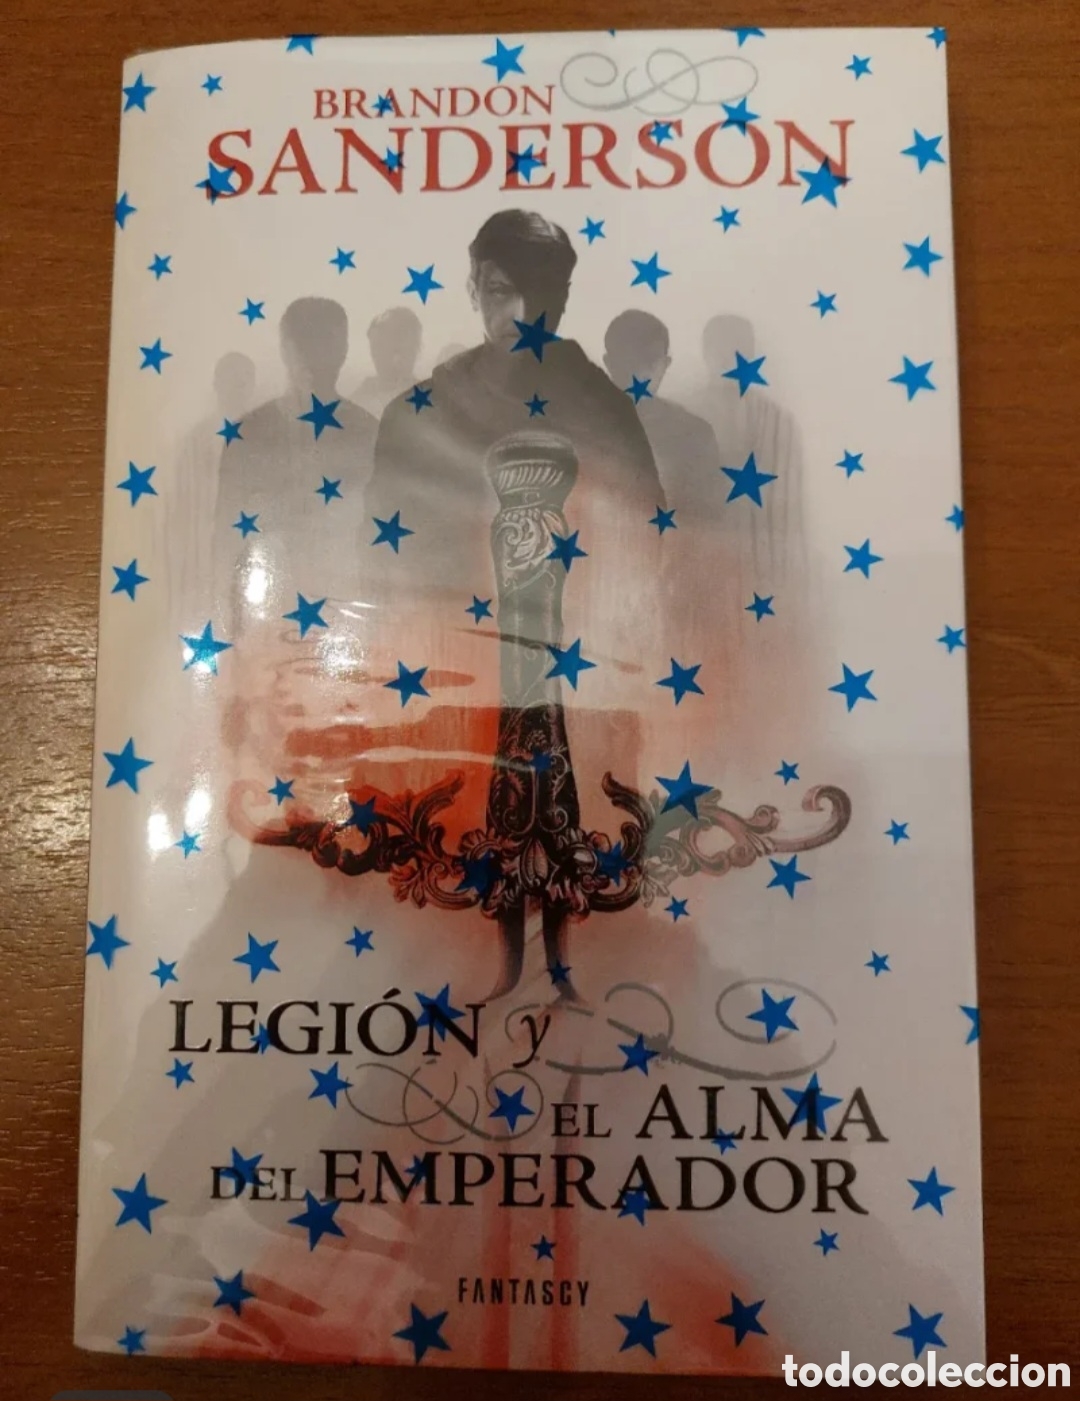 BRANDON
SANDERSON
LEGIÓN y
EL ALMA
DEL EMPERADOR
FANTASCY
todocoleccion